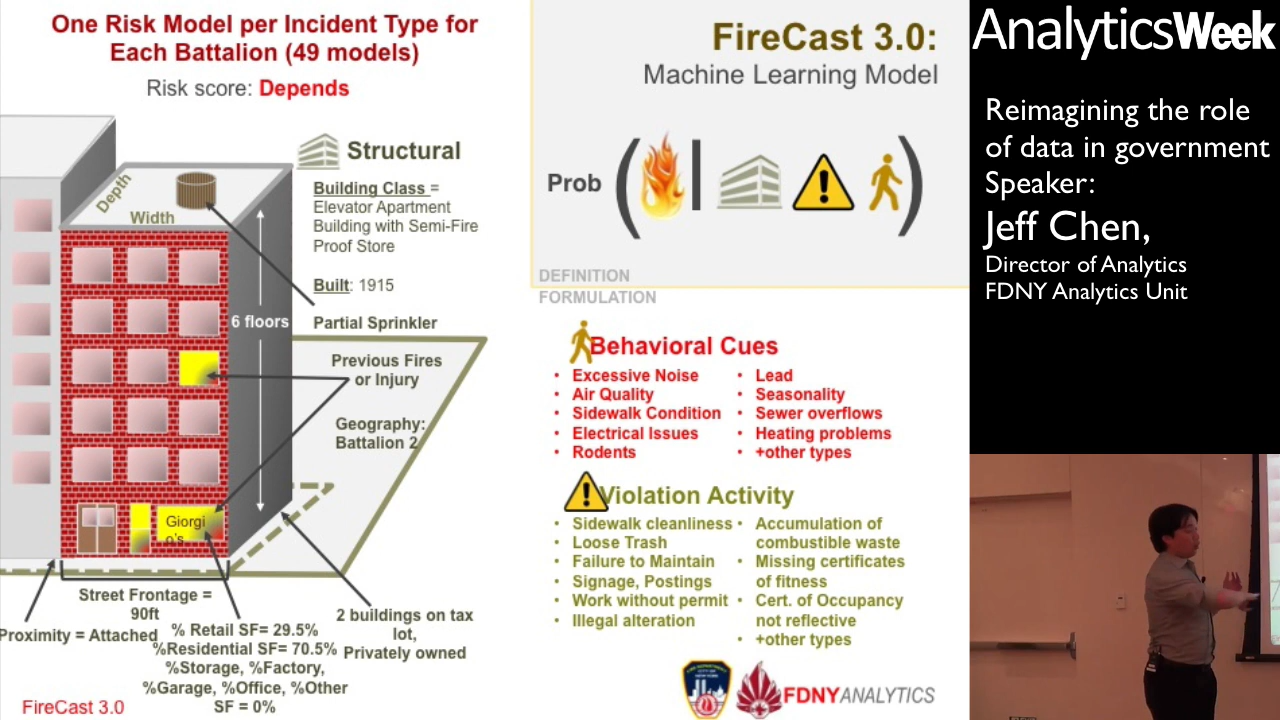 One Risk Model per Incident Type for
Each Battalion (49 models)
Risk score: Depends
Structural
Building Class =
Elevator Apartment
Building with Semi-Fire
Proof Store
Built: 1915
Partial Sprinkler
Depth
Width
6 floors
Previous Fires
or Injury
Geography:
Battalion 2
Giorgi
o's
Street Frontage =
90ft
Proximity = Attached
% Retail SF= 29.5%
%Residential SF= 70.5%
%Storage, %Factory,
%Garage, %Office, %Other
SF = 0%
2 buildings on tax
lot,
Privately owned
FireCast 3.0
FireCast 3.0:
Machine Learning Model
Prob ( | )
DEFINITION
FORMULATION
Behavioral Cues
• Excessive Noise
• Air Quality
• Sidewalk Condition
• Electrical Issues
• Rodents
• Lead
• Seasonality
• Sewer overflows
• Heating problems
• +other types
Violation Activity
• Sidewalk cleanliness
• Loose Trash
• Failure to Maintain
• Signage, Postings
• Work without permit
• Illegal alteration
• Accumulation of
combustible waste
• Missing certificates
of fitness
• Cert. of Occupancy
not reflective
• +other types
FDNYANALYTICS
AnalyticsWeek
Reimagining the role
of data in government
Speaker:
Jeff Chen,
Director of Analytics
FDNY Analytics Unit